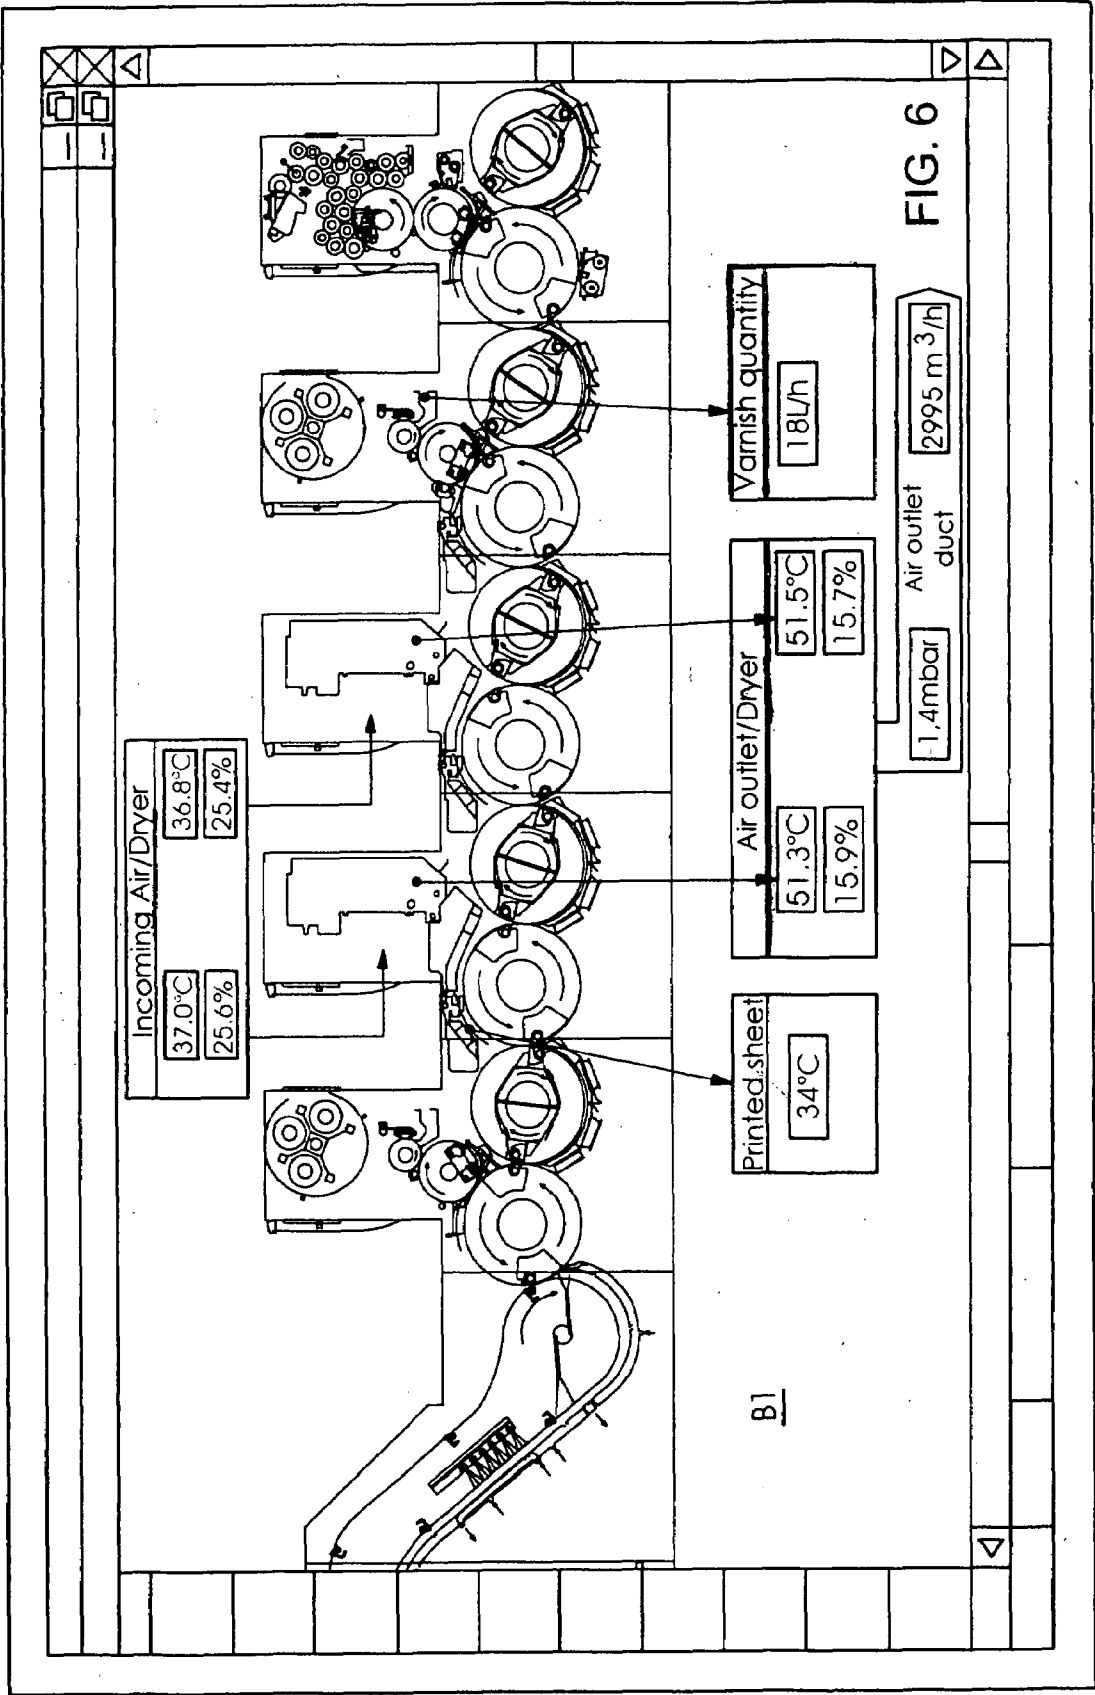 Incoming Air/Dryer
37.0°C 36.8°C
25.6% 25.4%
Printed sheet
34°C
Air outlet/Dryer
51.3°C 51.5°C
15.9% 15.7%
Varnish quantity
18L/h
-1,4mbar Air outlet duct 2995 m³/h
B1
FIG. 6